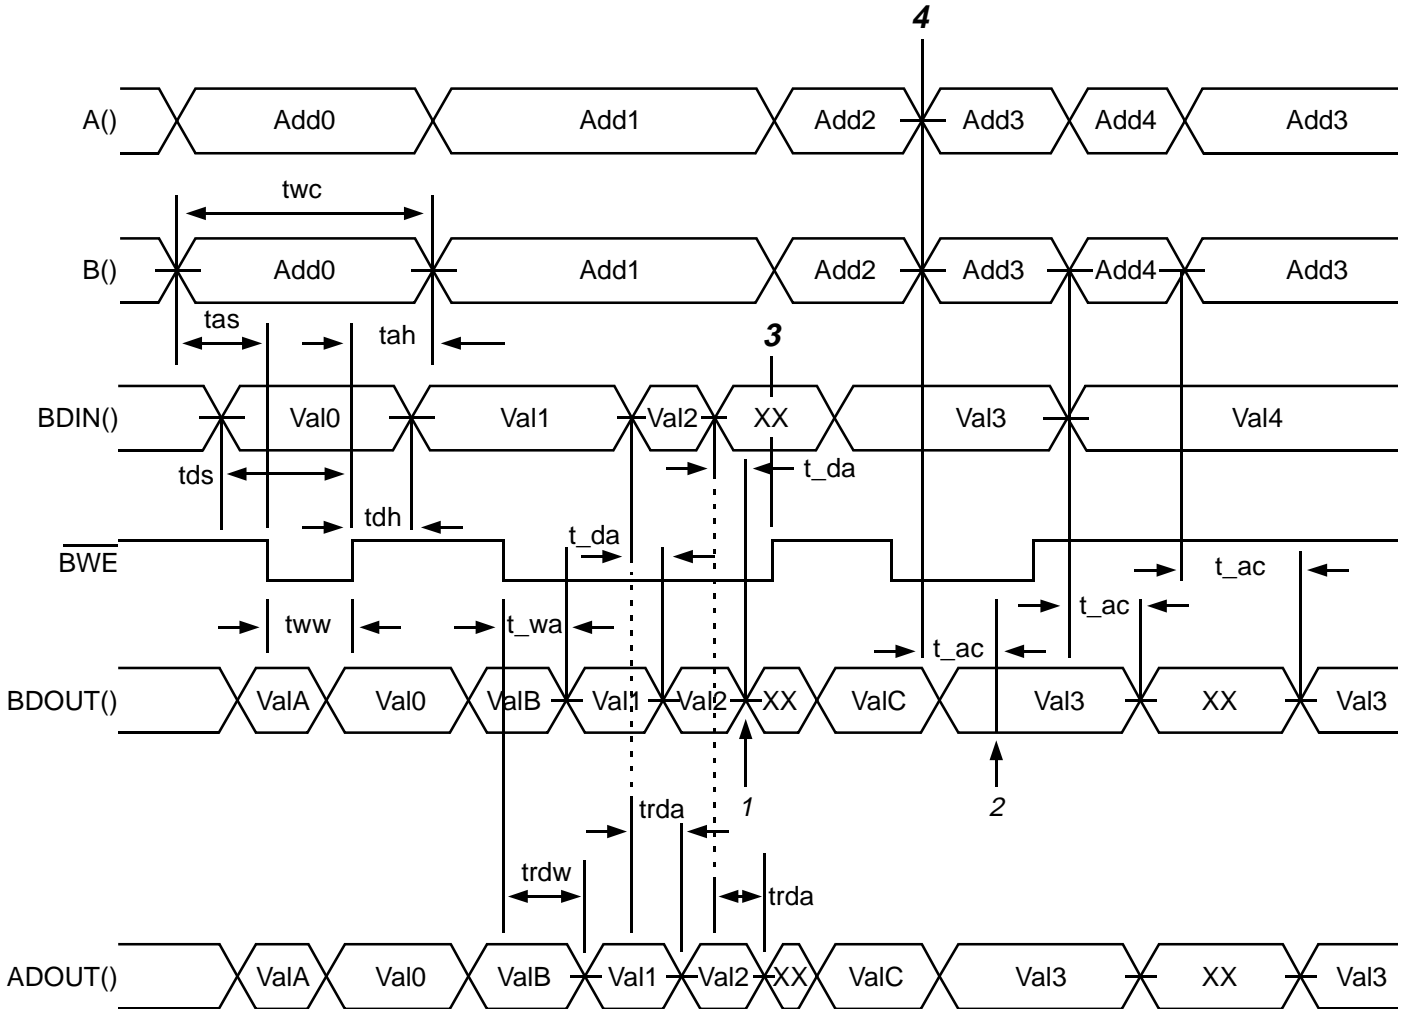 4
A() Add0 Add1 Add2 Add3 Add4 Add3
twc
B() Add0 Add1 Add2 Add3 Add4 Add3
tas tah 3
BDIN() Val0 Val1 Val2 XX Val3 Val4
tds t_da
tdh t_da
BWE t_ac
tww t_wa t_ac t_ac
BDOUT() ValA Val0 ValB Val1 Val2 XX ValC Val3 XX Val3
trda 1 2
trdw trda
ADOUT() ValA Val0 ValB Val1 Val2 XX ValC Val3 XX Val3